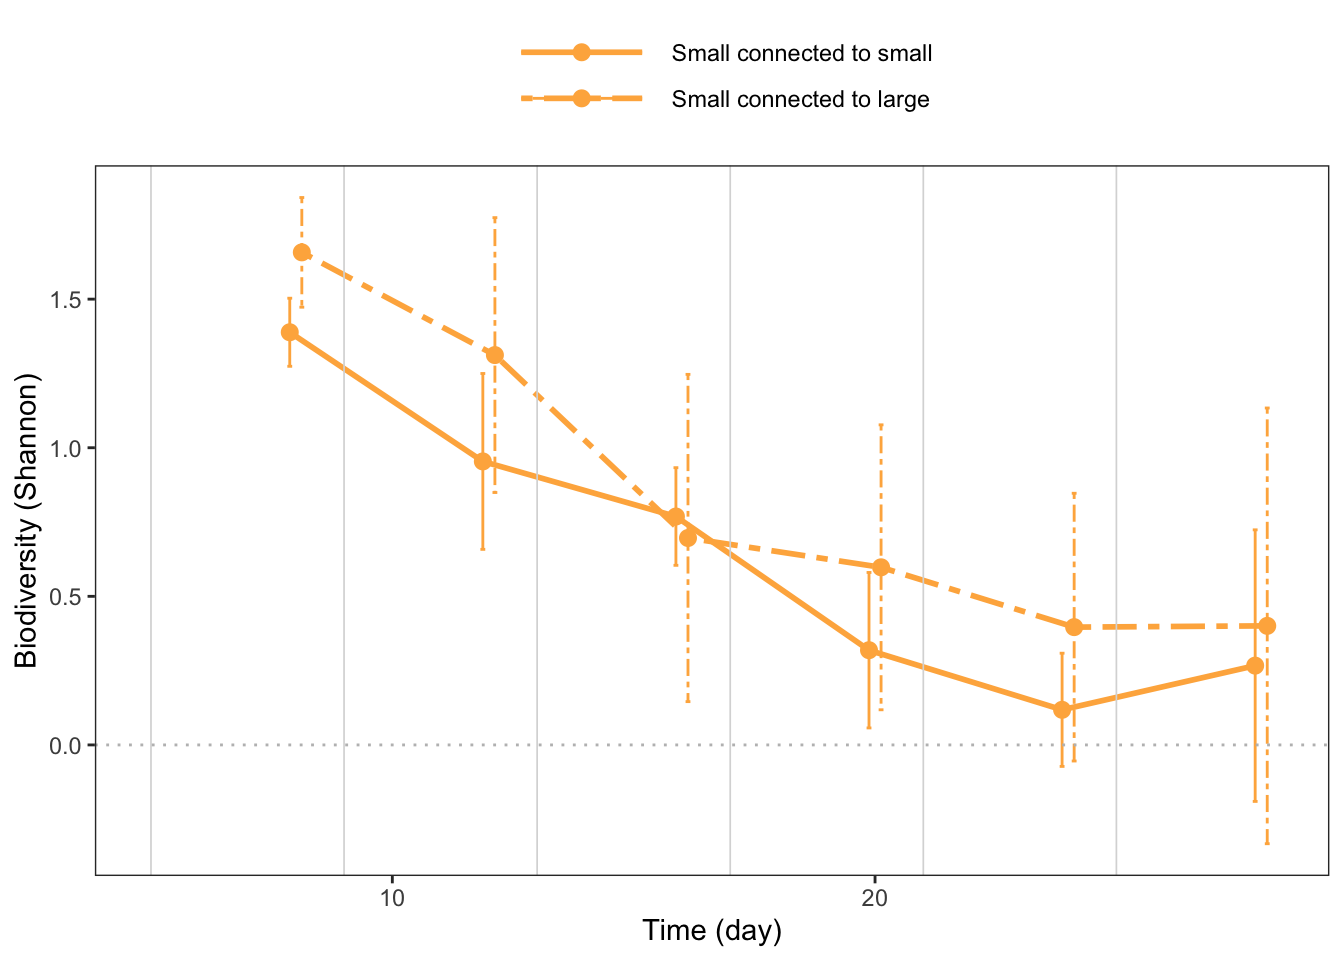 Small connected to small
Small connected to large
Biodiversity (Shannon)
1.5
1.0
0.5
0.0
10
20
Time (day)